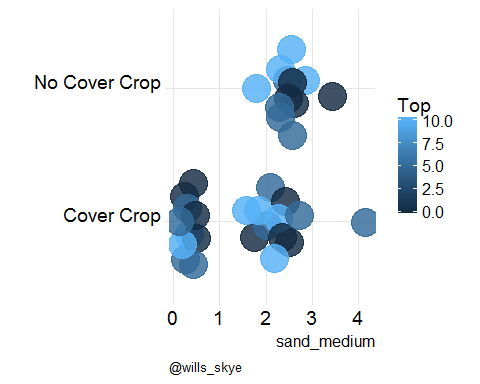 No Cover Crop
Cover Crop
Top
10.0
7.5
5.0
2.5
0.0
0 1 2 3 4
sand_medium
@wills_skye